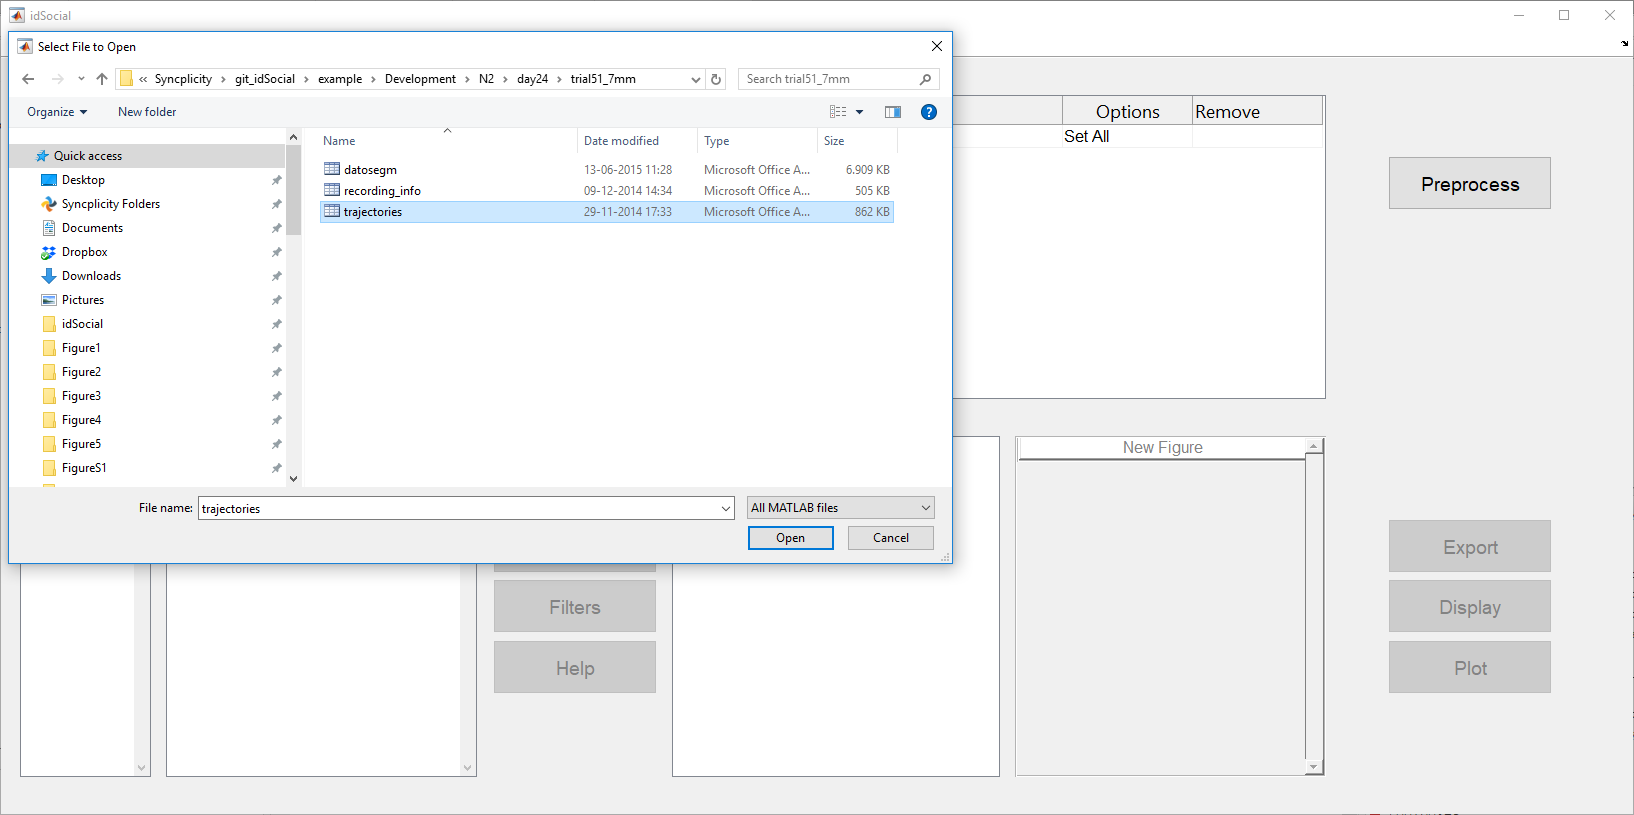 idSocial
Select File to Open
« Syncplicity › git_idSocial › example › Development › N2 › day24 › trial51_7mm
Search trial51_7mm
Organize
New folder
Options
Remove
Set All
Name
Date modified
Type
Size
Quick access
Desktop
Syncplicity Folders
Documents
Dropbox
Downloads
Pictures
idSocial
Figure1
Figure2
Figure3
Figure4
Figure5
FigureS1
datosegm 13-06-2015 11:28 Microsoft Office A... 6.909 KB
recording_info 09-12-2014 14:34 Microsoft Office A... 505 KB
trajectories 29-11-2014 17:33 Microsoft Office A... 862 KB
Preprocess
File name: trajectories
All MATLAB files
Open
Cancel
New Figure
Filters
Help
Export
Display
Plot